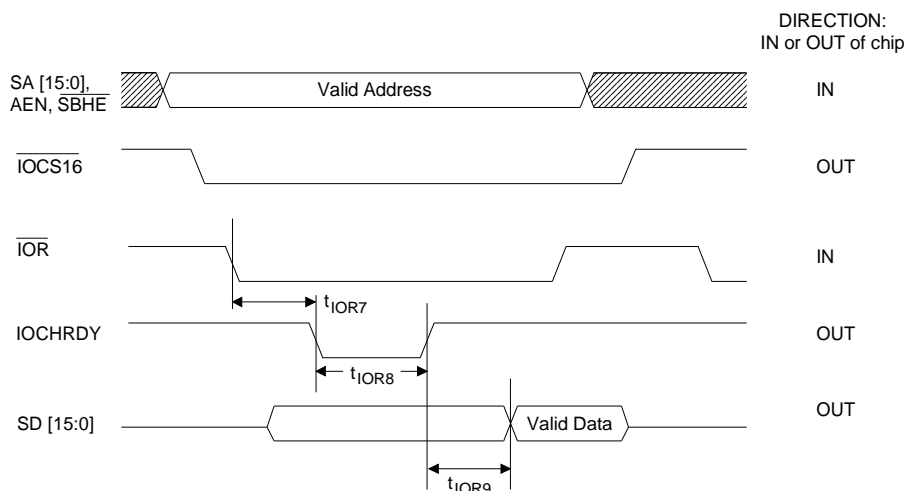 DIRECTION:
IN or OUT of chip
SA [15:0],
AEN, SBHE
Valid Address
IN
IOCS16
OUT
IOR
IN
tIOR7
IOCHRDY
OUT
tIOR8
SD [15:0]
Valid Data
OUT
tIOR9